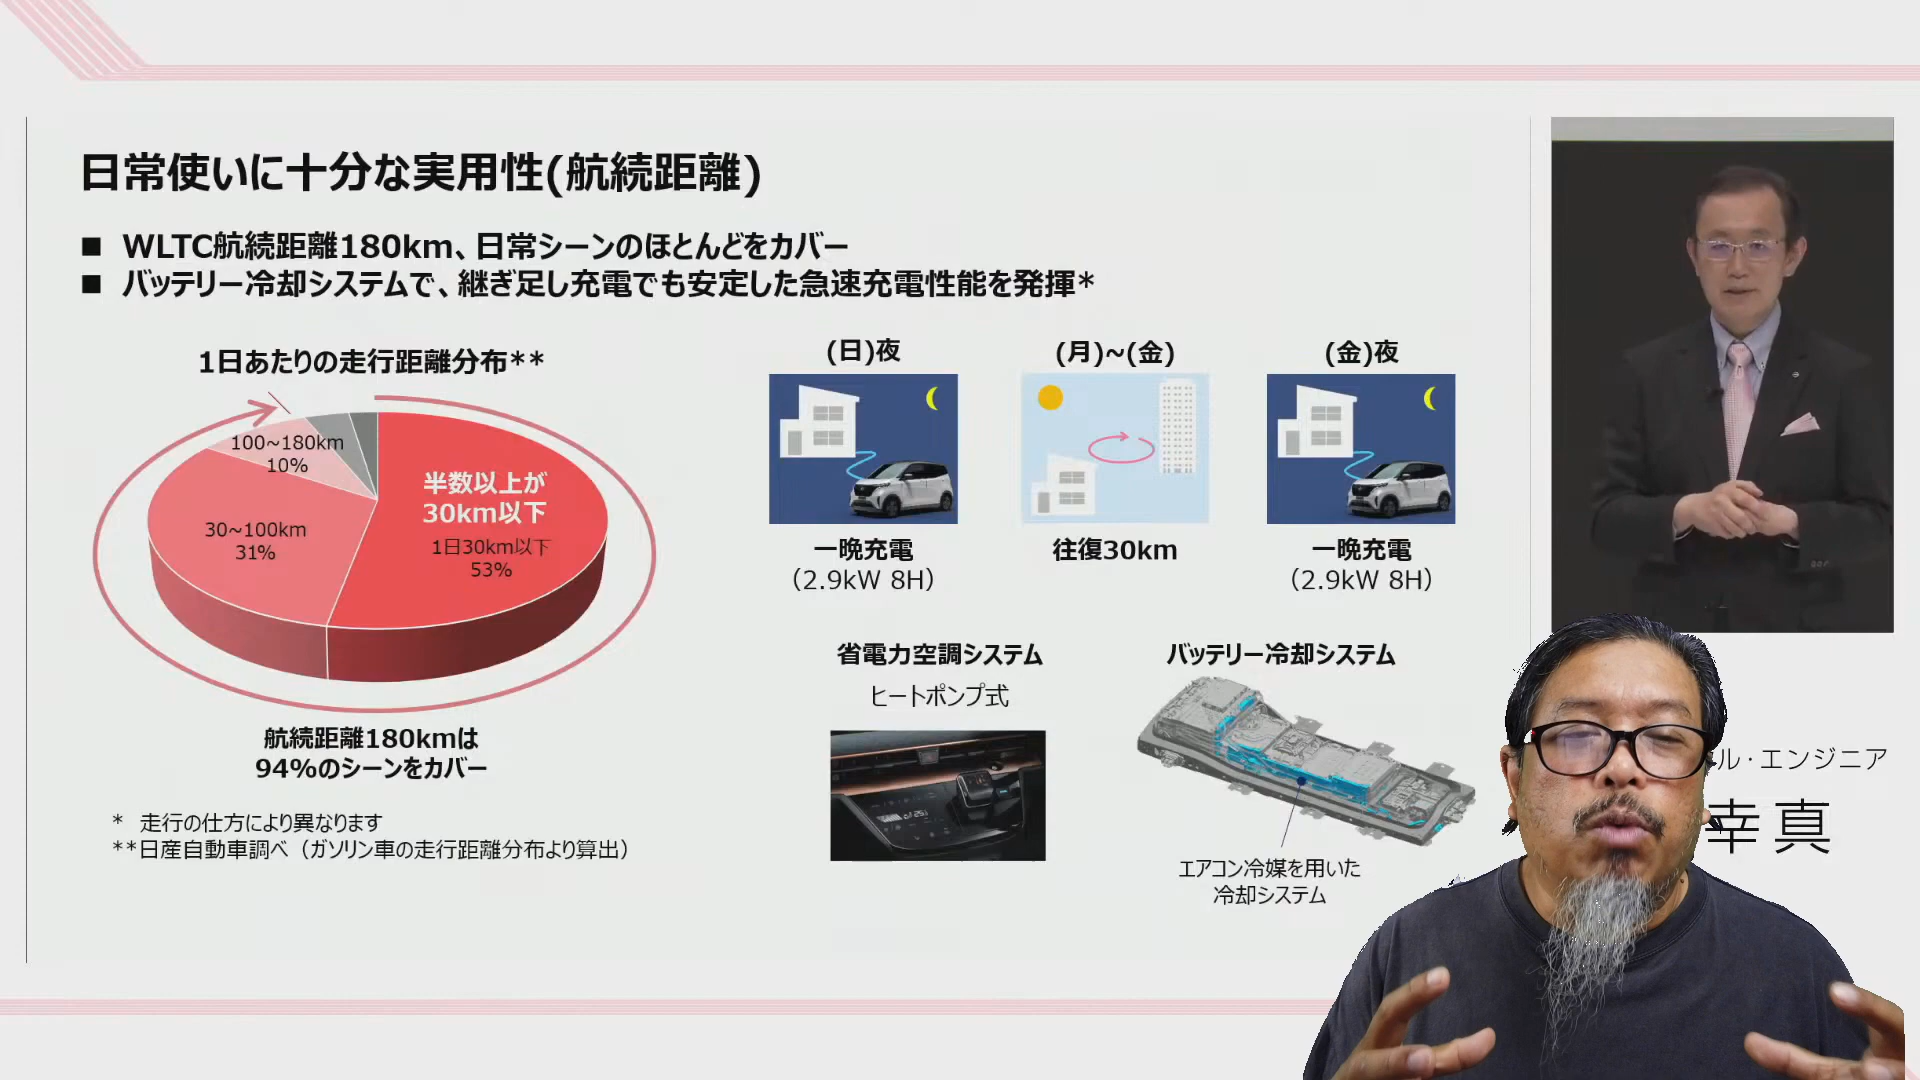 日常使いに十分な実用性(航続距離)
■ WLTC航続距離180km、日常シーンのほとんどをカバー
■ バッテリー冷却システムで、継ぎ足し充電でも安定した急速充電性能を発揮*
1日あたりの走行距離分布**
100~180km
10%
30~100km
31%
半数以上が
30km以下
1日30km以下
53%
航続距離180kmは
94%のシーンをカバー
* 走行の仕方により異なります
**日産自動車調べ（ガソリン車の走行距離分布より算出）
(日)夜
一晩充電
（2.9kW 8H）
(月)~(金)
往復30km
(金)夜
一晩充電
（2.9kW 8H）
省電力空調システム
ヒートポンプ式
バッテリー冷却システム
エアコン冷媒を用いた
冷却システム
ル・エンジニア
幸真